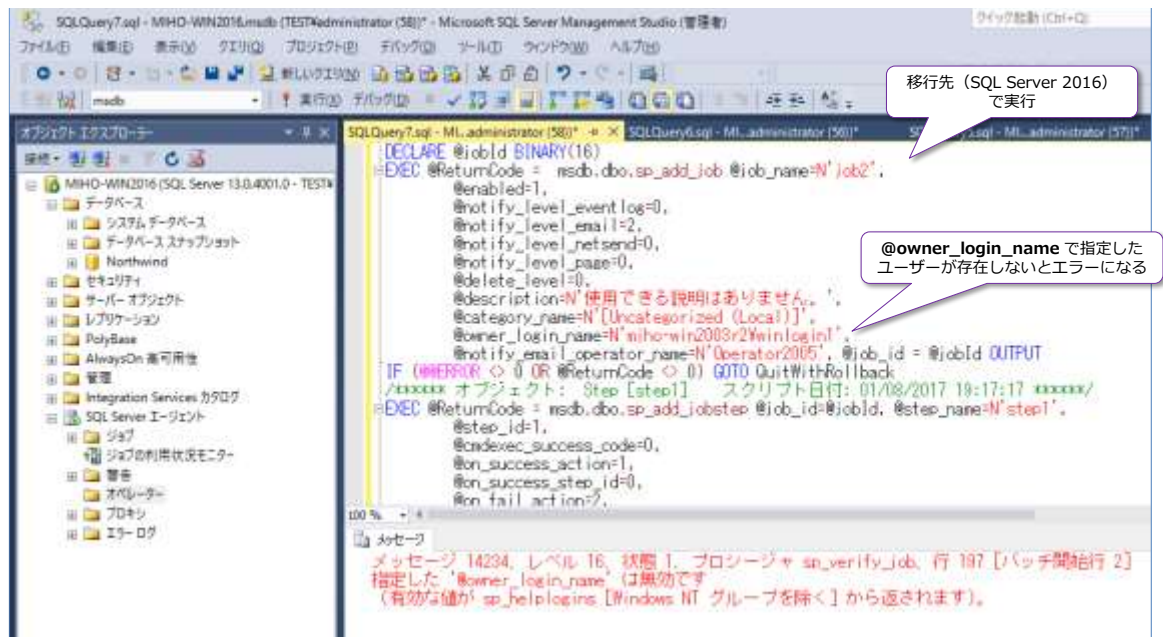 SQLQuery7.sql - MIHO-WIN2016.msdb (TEST¥administrator (58))* - Microsoft SQL Server Management Studio (管理者)
クイック起動 (Ctrl+Q)
ファイル(F) 編集(E) 表示(V) クエリ(Q) プロジェクト(P) デバッグ(D) ツール(T) ウィンドウ(W) ヘルプ(H)
新しいクエリ(N)
msdb
実行(X) デバッグ(D)
移行先（SQL Server 2016）
で実行
オブジェクト エクスプローラー
接続
MIHO-WIN2016 (SQL Server 13.0.4001.0 - TEST¥
データベース
システム データベース
データベース スナップショット
Northwind
セキュリティ
サーバー オブジェクト
レプリケーション
PolyBase
AlwaysOn 高可用性
管理
Integration Services カタログ
SQL Server エージェント
ジョブ
ジョブの利用状況モニター
警告
オペレーター
プロキシ
エラー ログ
SQLQuery7.sql - MI...administrator (58))*
SQLQuery6.sql - MI...administrator (56))*
.sql - MI...administrator (57))*
DECLARE @jobId BINARY(16)
EXEC @ReturnCode = msdb.dbo.sp_add_job @job_name=N'Job2',
@enabled=1,
@notify_level_eventlog=0,
@notify_level_email=2,
@notify_level_netsend=0,
@notify_level_page=0,
@delete_level=0,
@description=N'使用できる説明はありません。',
@category_name=N'[Uncategorized (Local)]',
@owner_login_name=N'miho-win2003r2¥winlogin1',
@notify_email_operator_name=N'Operator2005', @job_id = @jobId OUTPUT
IF (@@ERROR <> 0 OR @ReturnCode <> 0) GOTO QuitWithRollback
/****** オブジェクト: Step [step1] スクリプト日付: 01/08/2017 19:17:17 ******/
EXEC @ReturnCode = msdb.dbo.sp_add_jobstep @job_id=@jobId, @step_name=N'step1',
@step_id=1,
@cmdexec_success_code=0,
@on_success_action=1,
@on_success_step_id=0,
@on_fail_action=2,
@owner_login_name で指定した
ユーザーが存在しないとエラーになる
100 %
メッセージ
メッセージ 14234、レベル 16、状態 1、プロシージャ sp_verify_job、行 197 [バッチ開始行 2]
指定した '@owner_login_name' は無効です
（有効な値が sp_helplogins [Windows NT グループを除く] から返されます）。